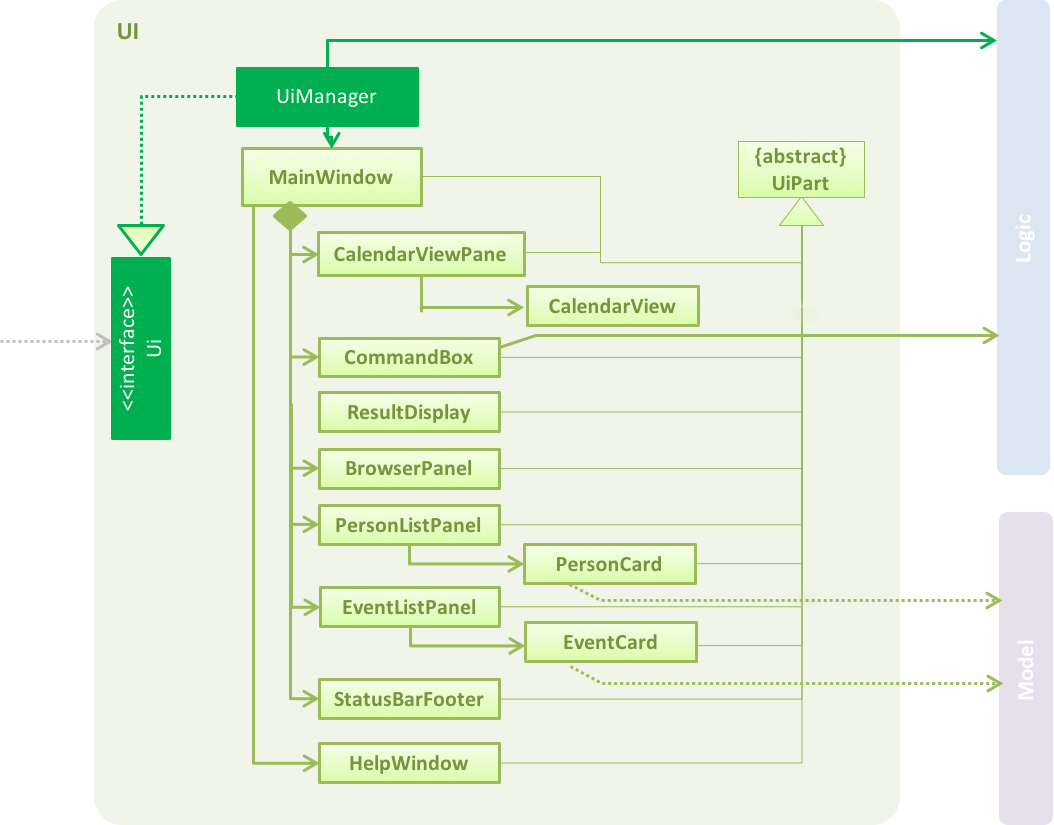 UI
UiManager
{abstract}
UiPart
MainWindow
Logic
CalendarViewPane
CalendarView
<<interface>>
Ui
CommandBox
ResultDisplay
BrowserPanel
PersonListPanel
PersonCard
EventListPanel
EventCard
Model
StatusBarFooter
HelpWindow